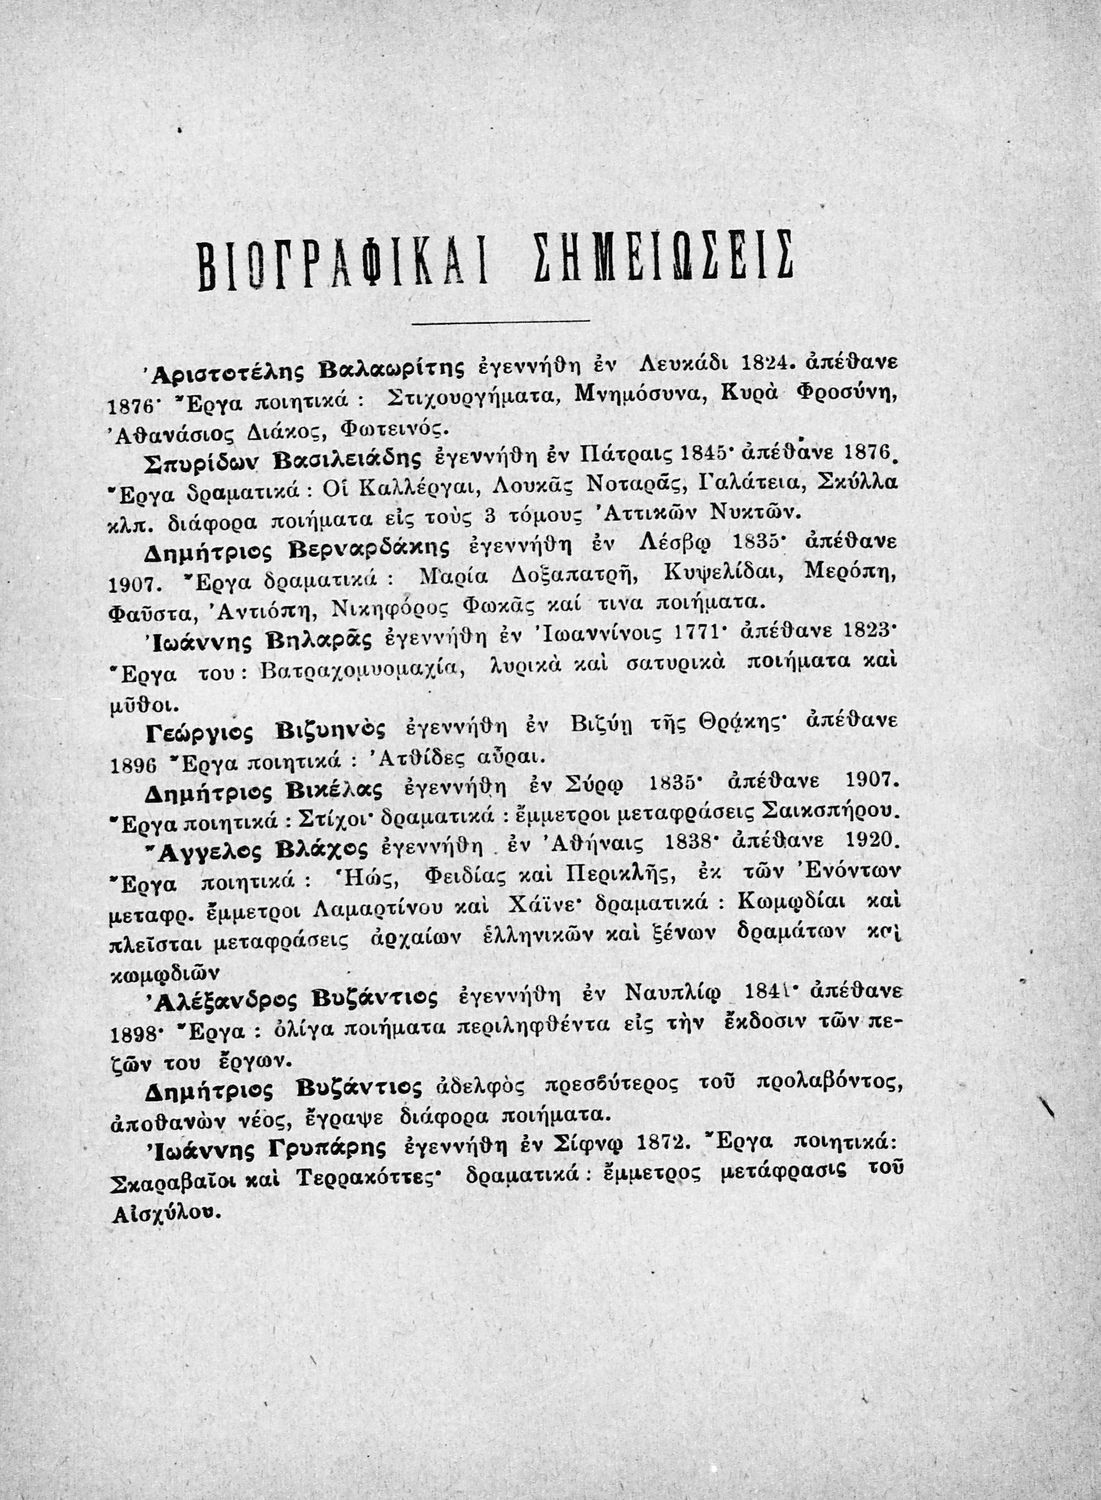 ΒΙΟΓΡΑΦΙΚΑΙ ΣΗΜΕΙΩΣΕΙΣ
Ἀριστοτέλης Βαλαωρίτης ἐγεννήθη ἐν Λευκάδι 1824. ἀπέθανε
1876· Ἔργα ποιητικά : Στιχουργήματα, Μνημόσυνα, Κυρὰ Φροσύνη,
Ἀθανάσιος Διάκος, Φωτεινός.
Σπυρίδων Βασιλειάδης ἐγεννήθη ἐν Πάτραις 1845· ἀπέθανε 1876.
Ἔργα δραματικά : Οἱ Καλλέργαι, Λουκᾶς Νοταρᾶς, Γαλάτεια, Σκύλλα
κλπ. διάφορα ποιήματα εἰς τοὺς 3 τόμους Ἀττικῶν Νυκτῶν.
Δημήτριος Βερναρδάκης ἐγεννήθη ἐν Λέσβῳ 1835· ἀπέθανε
1907. Ἔργα δραματικά : Μαρία Δοξαπατρῆ, Κυψελίδαι, Μερόπη,
Φαῦστα, Ἀντιόπη, Νικηφόρος Φωκᾶς καί τινα ποιήματα.
Ἰωάννης Βηλαρᾶς ἐγεννήθη ἐν Ἰωαννίνοις 1771· ἀπέθανε 1823·
Ἔργα του : Βατραχομυομαχία, λυρικὰ καὶ σατυρικὰ ποιήματα καὶ
μῦθοι.
Γεώργιος Βιζυηνὸς ἐγεννήθη ἐν Βιζύῃ τῆς Θράκης· ἀπέθανε
1896 Ἔργα ποιητικά : Ἀτθίδες αὖραι.
Δημήτριος Βικέλας ἐγεννήθη ἐν Σύρῳ 1835· ἀπέθανε 1907.
Ἔργα ποιητικά : Στίχοι· δραματικά : ἔμμετροι μεταφράσεις Σαικσπήρου.
Ἄγγελος Βλάχος ἐγεννήθη ἐν Ἀθήναις 1838· ἀπέθανε 1920.
Ἔργα ποιητικά : Ἡώς, Φειδίας καὶ Περικλῆς, ἐκ τῶν Ἐνόντων
μεταφρ. ἔμμετροι Λαμαρτίνου καὶ Χάϊνε· δραματικά : Κωμῳδίαι καὶ
πλεῖσται μεταφράσεις ἀρχαίων ἑλληνικῶν καὶ ξένων δραμάτων καὶ
κωμῳδιῶν
Ἀλέξανδρος Βυζάντιος ἐγεννήθη ἐν Ναυπλίῳ 1841· ἀπέθανε
1898· Ἔργα : ὀλίγα ποιήματα περιληφθέντα εἰς τὴν ἔκδοσιν τῶν πε-
ζῶν του ἔργων.
Δημήτριος Βυζάντιος ἀδελφὸς πρεσβύτερος τοῦ προλαβόντος,
ἀποθανὼν νέος, ἔγραψε διάφορα ποιήματα.
Ἰωάννης Γρυπάρης ἐγεννήθη ἐν Σίφνῳ 1872. Ἔργα ποιητικά:
Σκαραβαῖοι καὶ Τερρακόττες· δραματικά : ἔμμετρος μετάφρασις τοῦ
Αἰσχύλου.